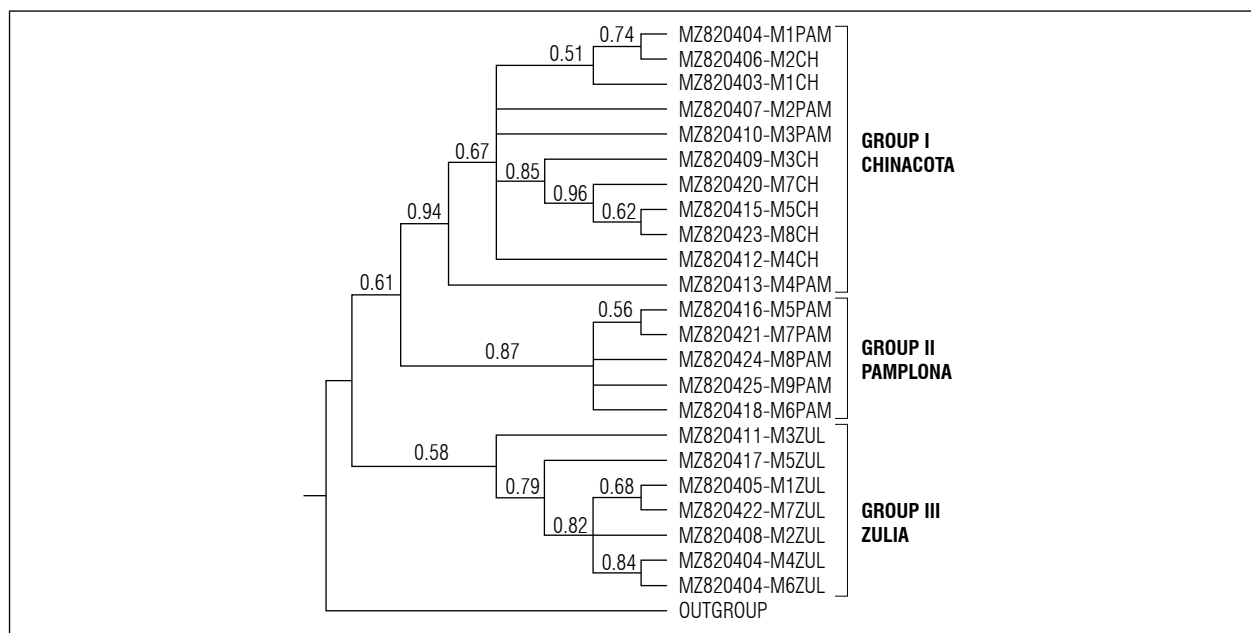 0.74
MZ820404-M1PAM
0.51
MZ820406-M2CH
MZ820403-M1CH
MZ820407-M2PAM
MZ820410-M3PAM
GROUP I
CHINACOTA
0.67
MZ820409-M3CH
0.85
MZ820420-M7CH
0.96
MZ820415-M5CH
0.62
0.94
MZ820423-M8CH
MZ820412-M4CH
MZ820413-M4PAM
0.61
0.56
MZ820416-M5PAM
MZ820421-M7PAM
GROUP II
PAMPLONA
0.87
MZ820424-M8PAM
MZ820425-M9PAM
MZ820418-M6PAM
MZ820411-M3ZUL
0.58
MZ820417-M5ZUL
0.79
0.68
MZ820405-M1ZUL
MZ820422-M7ZUL
GROUP III
ZULIA
0.82
MZ820408-M2ZUL
0.84
MZ820404-M4ZUL
MZ820404-M6ZUL
OUTGROUP